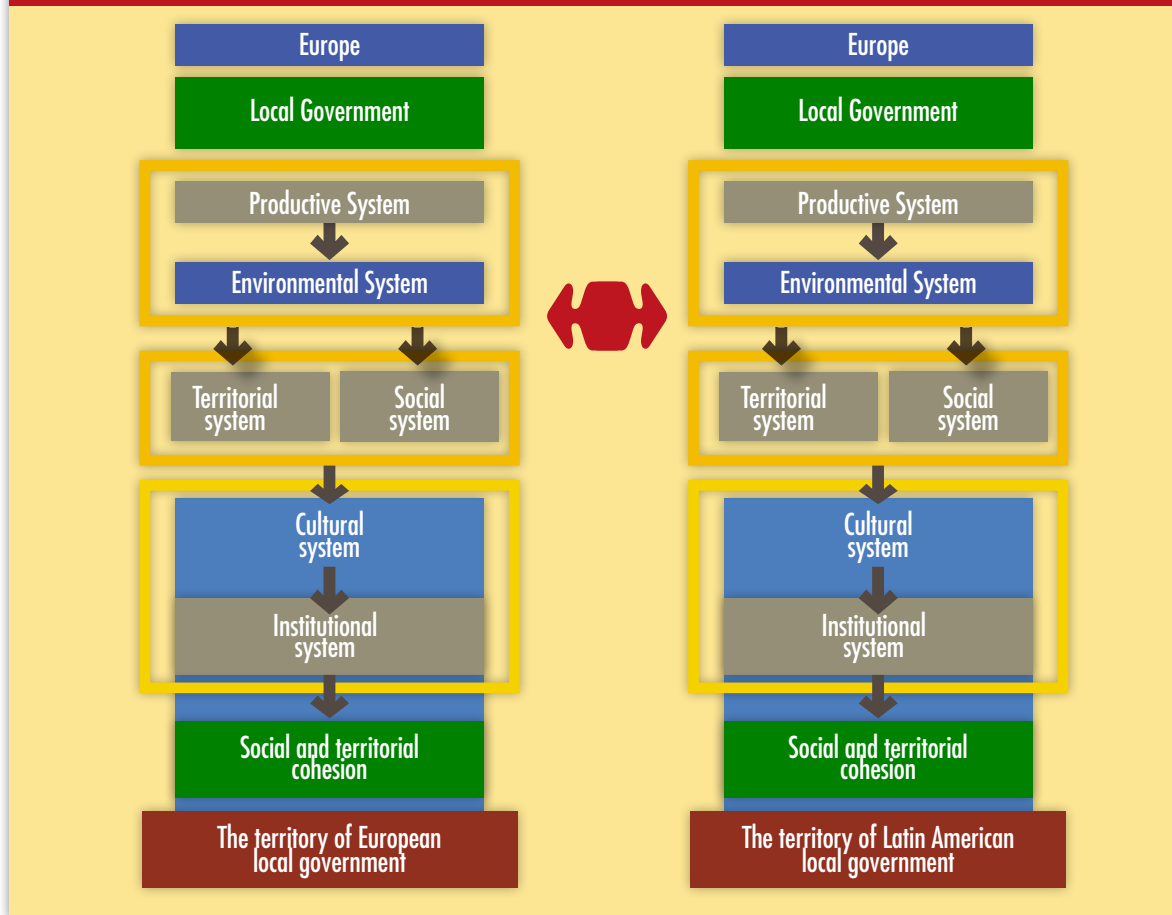 Europe
Local Government
Productive System
Environmental System
Territorial
system
Social
system
Cultural
system
Institutional
system
Social and territorial
cohesion
The territory of European
local government
Europe
Local Government
Productive System
Environmental System
Territorial
system
Social
system
Cultural
system
Institutional
system
Social and territorial
cohesion
The territory of Latin American
local government